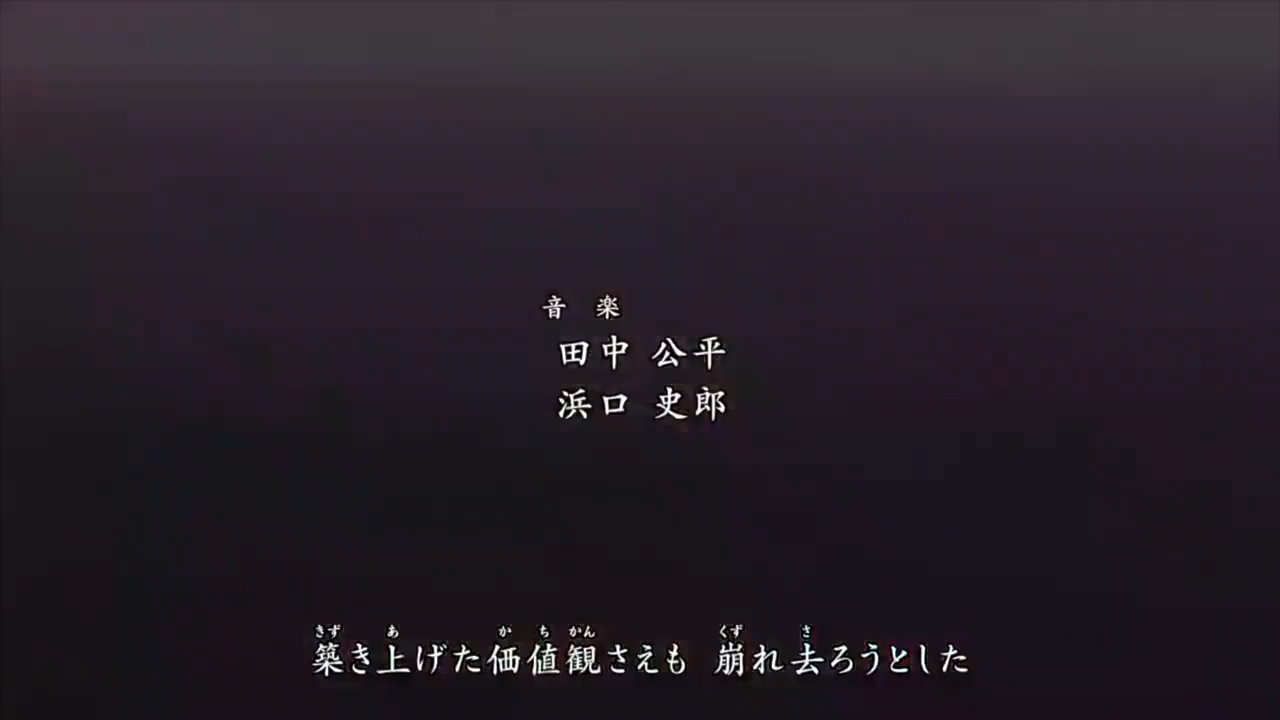 音 楽
田中 公平
浜口 史郎
きず あ か ち かん くず さ
築き上げた価値観さえも 崩れ去ろうとした